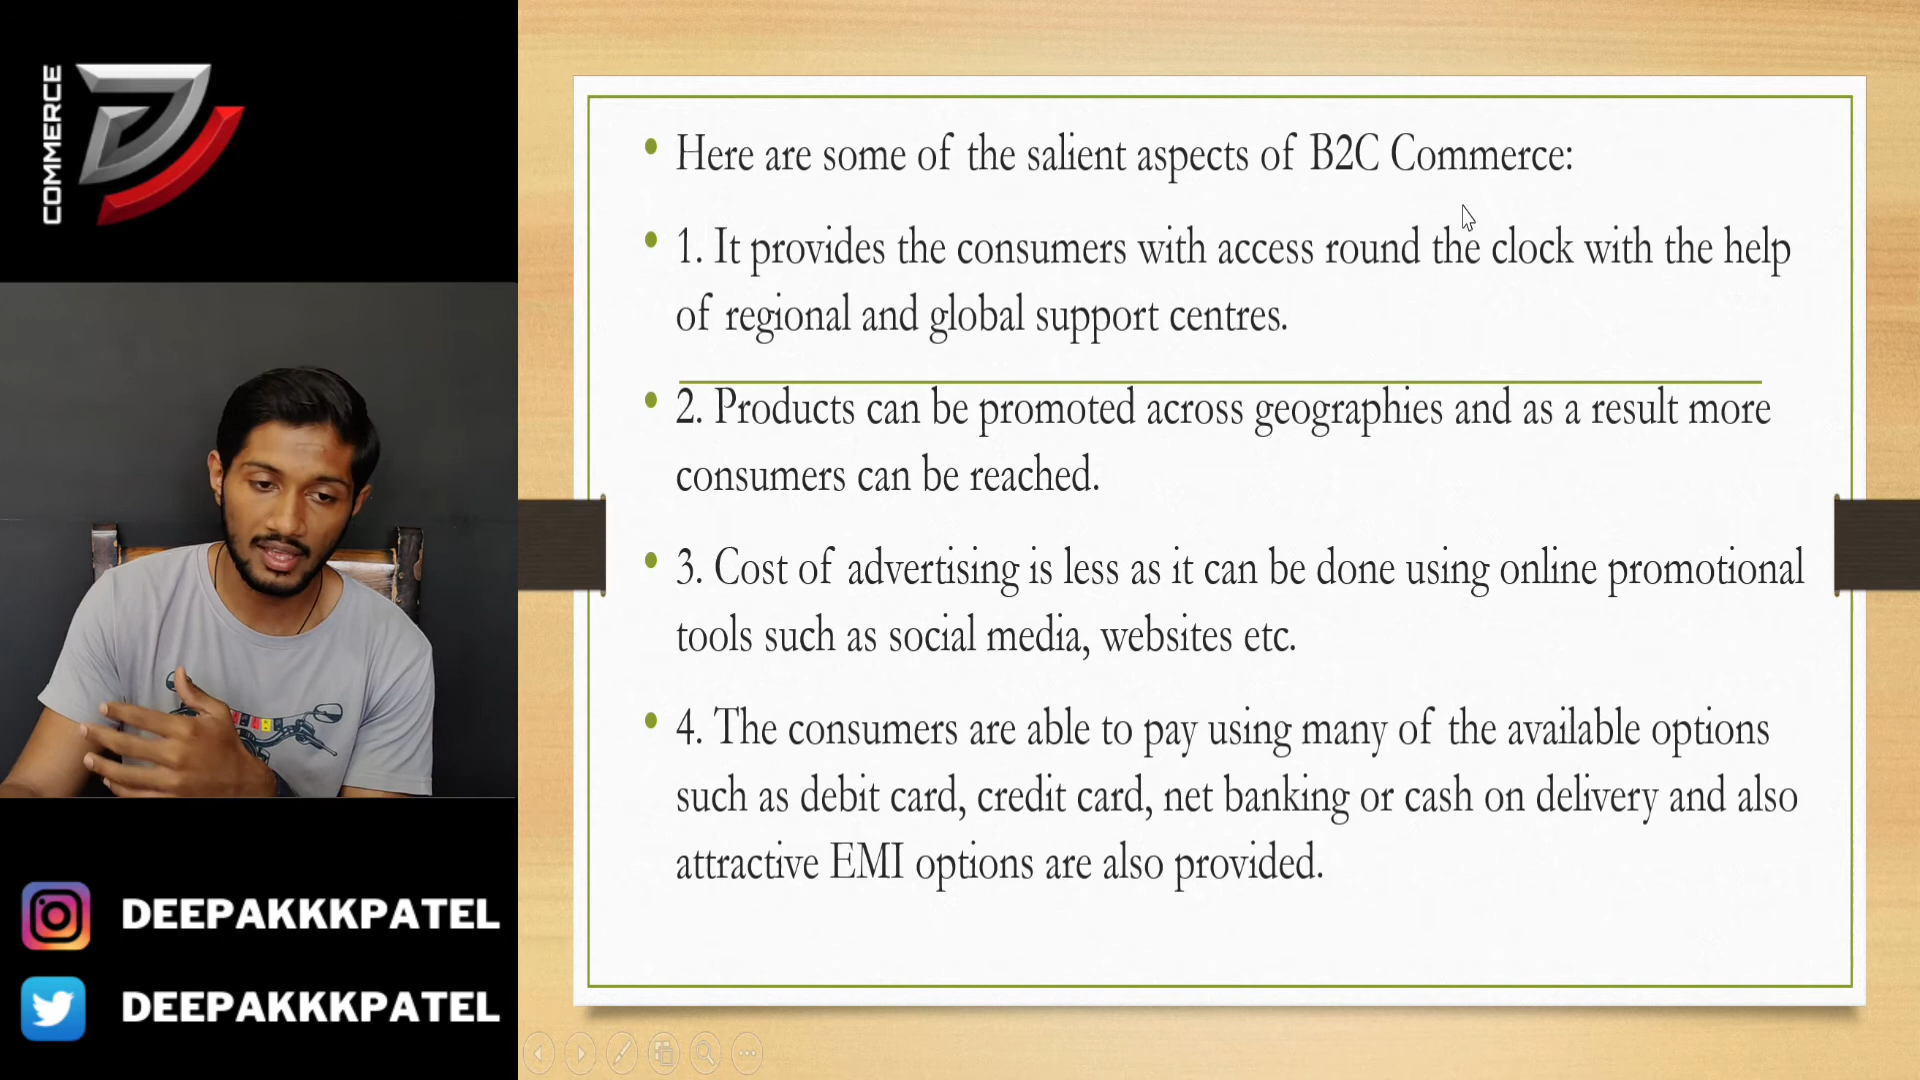 COMMERCE
• Here are some of the salient aspects of B2C Commerce:
• 1. It provides the consumers with access round the clock with the help
of regional and global support centres.
• 2. Products can be promoted across geographies and as a result more
consumers can be reached.
• 3. Cost of advertising is less as it can be done using online promotional
tools such as social media, websites etc.
• 4. The consumers are able to pay using many of the available options
such as debit card, credit card, net banking or cash on delivery and also
attractive EMI options are also provided.
DEEPAKKKPATEL
DEEPAKKKPATEL